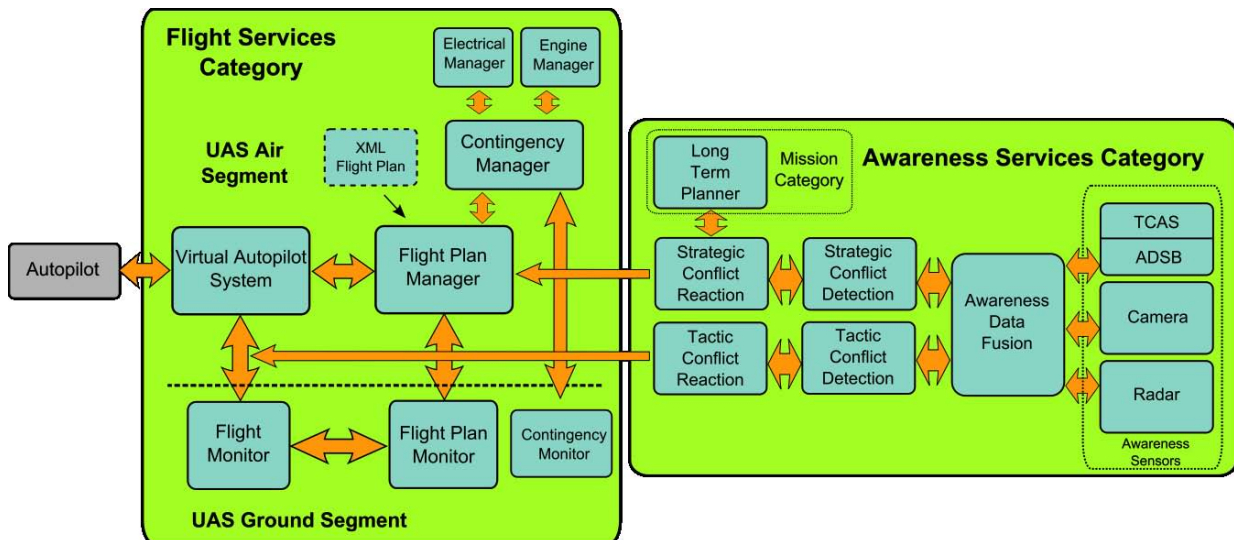 Flight Services
Category
Electrical
Manager
Engine
Manager
UAS Air
Segment
XML
Flight Plan
Contingency
Manager
Autopilot
Virtual Autopilot
System
Flight Plan
Manager
Flight
Monitor
Flight Plan
Monitor
Contingency
Monitor
UAS Ground Segment
Long
Term
Planner
Mission
Category
Awareness Services Category
Strategic
Conflict
Reaction
Strategic
Conflict
Detection
Tactic
Conflict
Reaction
Tactic
Conflict
Detection
Awareness
Data
Fusion
TCAS
ADSB
Camera
Radar
Awareness
Sensors